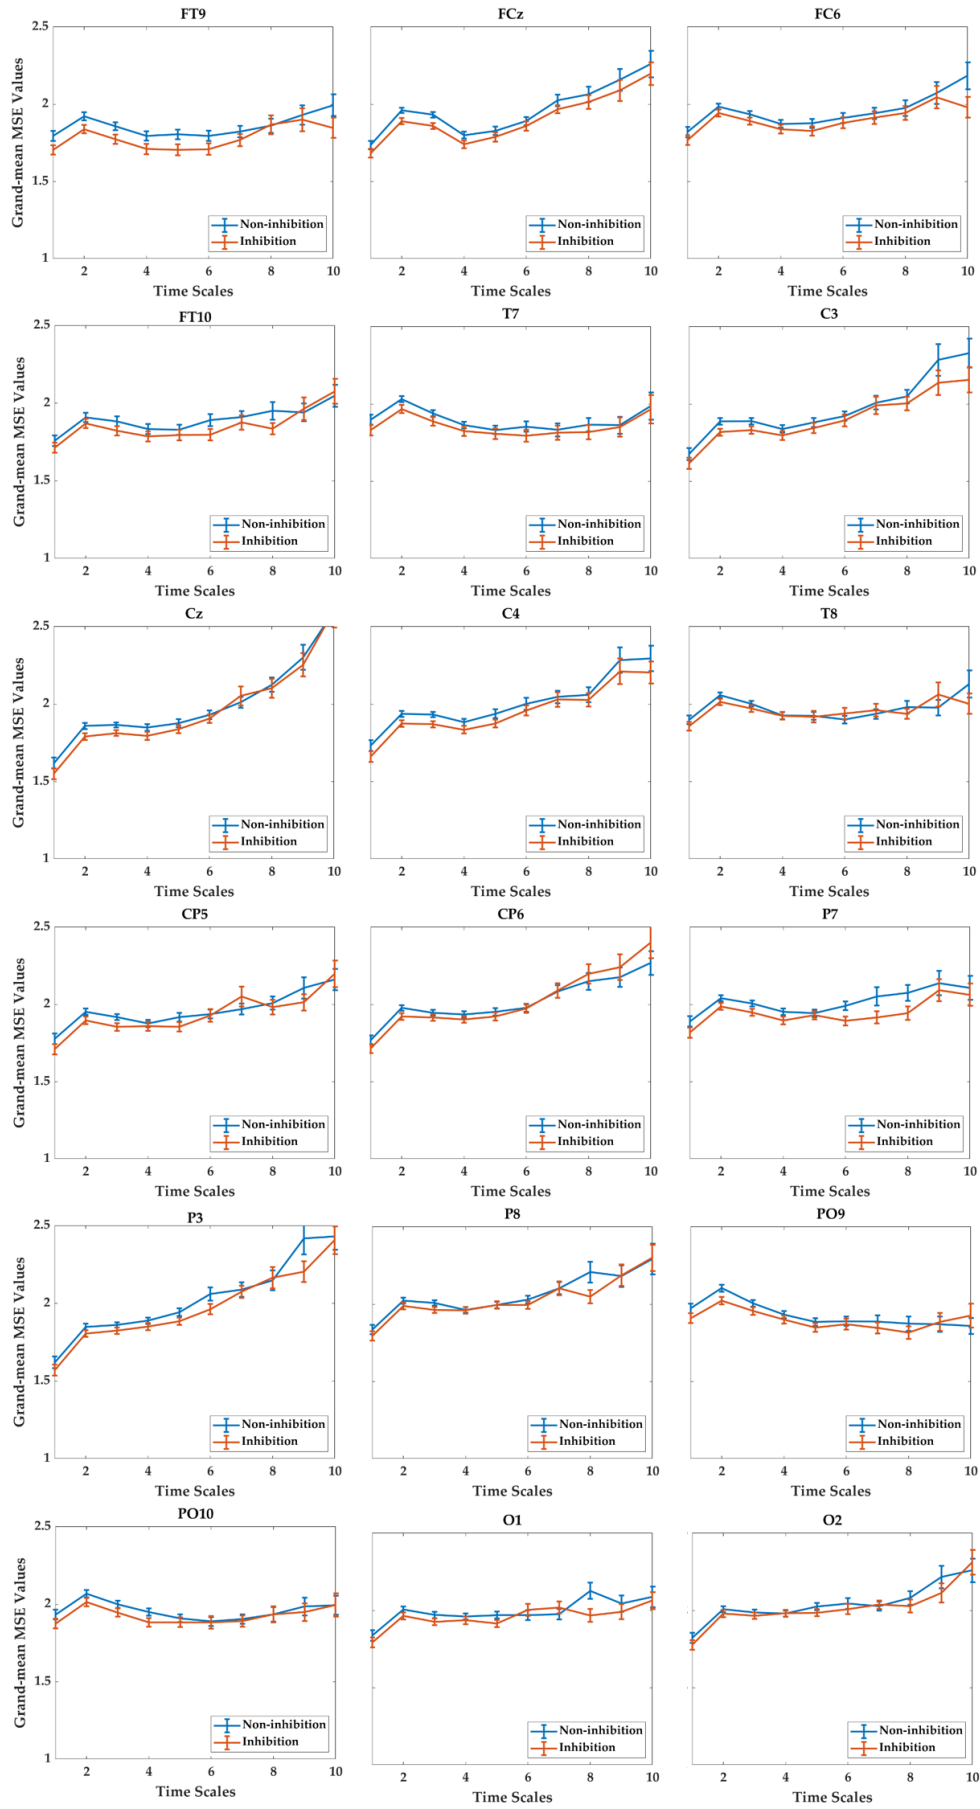 FT9 FCz FC6
Grand-mean MSE Values
2.5
2
1.5
1
Non-inhibition
Inhibition
2 4 6 8 10
Time Scales
Non-inhibition
Inhibition
2 4 6 8 10
Time Scales
Non-inhibition
Inhibition
2 4 6 8 10
Time Scales
FT10 T7 C3
Grand-mean MSE Values
2.5
2
1.5
1
Non-inhibition
Inhibition
2 4 6 8 10
Time Scales
Non-inhibition
Inhibition
2 4 6 8 10
Time Scales
Non-inhibition
Inhibition
2 4 6 8 10
Time Scales
Cz C4 T8
Grand-mean MSE Values
2.5
2
1.5
1
Non-inhibition
Inhibition
2 4 6 8 10
Time Scales
Non-inhibition
Inhibition
2 4 6 8 10
Time Scales
Non-inhibition
Inhibition
2 4 6 8 10
Time Scales
CP5 CP6 P7
Grand-mean MSE Values
2.5
2
1.5
1
Non-inhibition
Inhibition
2 4 6 8 10
Time Scales
Non-inhibition
Inhibition
2 4 6 8 10
Time Scales
Non-inhibition
Inhibition
2 4 6 8 10
Time Scales
P3 P8 PO9
Grand-mean MSE Values
2.5
2
1.5
1
Non-inhibition
Inhibition
2 4 6 8 10
Time Scales
Non-inhibition
Inhibition
2 4 6 8 10
Time Scales
Non-inhibition
Inhibition
2 4 6 8 10
Time Scales
PO10 O1 O2
Grand-mean MSE Values
2.5
2
1.5
1
Non-inhibition
Inhibition
2 4 6 8 10
Time Scales
Non-inhibition
Inhibition
2 4 6 8 10
Time Scales
Non-inhibition
Inhibition
2 4 6 8 10
Time Scales